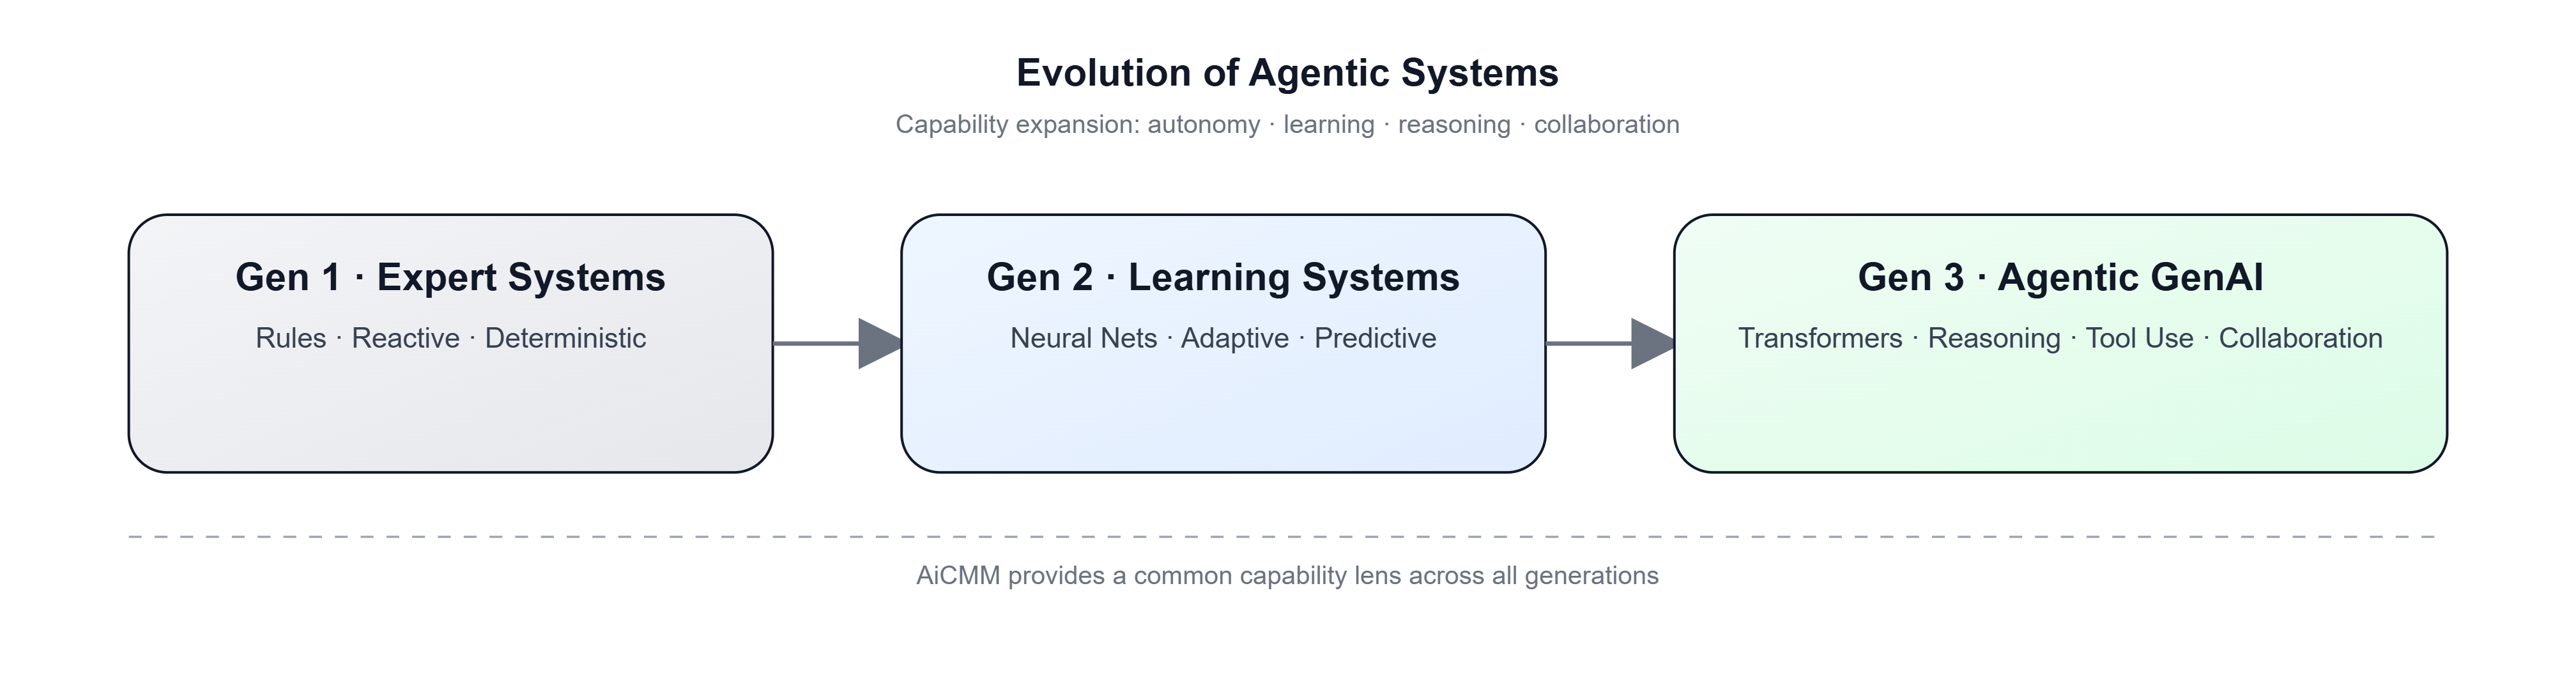 Evolution of Agentic Systems
Capability expansion: autonomy · learning · reasoning · collaboration
Gen 1 · Expert Systems
Rules · Reactive · Deterministic
Gen 2 · Learning Systems
Neural Nets · Adaptive · Predictive
Gen 3 · Agentic GenAI
Transformers · Reasoning · Tool Use · Collaboration
AiCMM provides a common capability lens across all generations